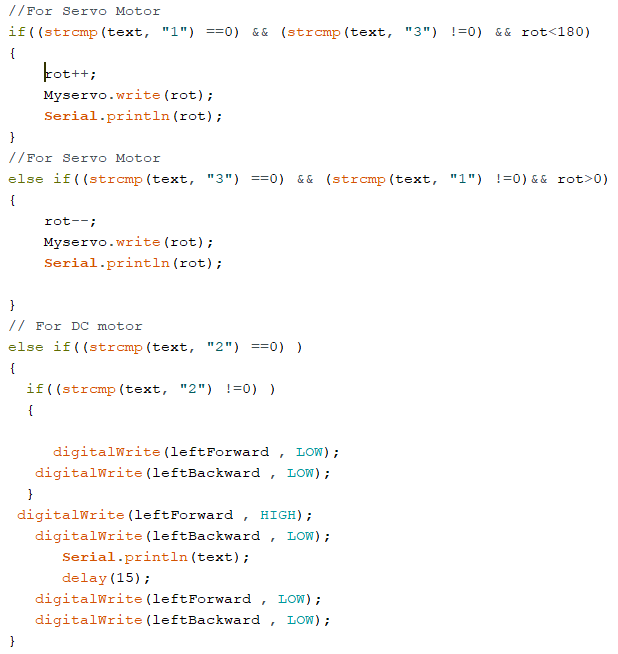 //For Servo Motor
if((strcmp(text, "1") ==0) && (strcmp(text, "3") !=0) && rot<180)
{
    rot++;
    Myservo.write(rot);
    Serial.println(rot);
}
//For Servo Motor
else if((strcmp(text, "3") ==0) && (strcmp(text, "1") !=0)&& rot>0)
{
    rot--;
    Myservo.write(rot);
    Serial.println(rot);
}
// For DC motor
else if((strcmp(text, "2") ==0) )
{
  if((strcmp(text, "2") !=0) )
  {
     digitalWrite(leftForward , LOW);
   digitalWrite(leftBackward , LOW);
  }
 digitalWrite(leftForward , HIGH);
   digitalWrite(leftBackward , LOW);
      Serial.println(text);
      delay(15);
   digitalWrite(leftForward , LOW);
   digitalWrite(leftBackward , LOW);
}